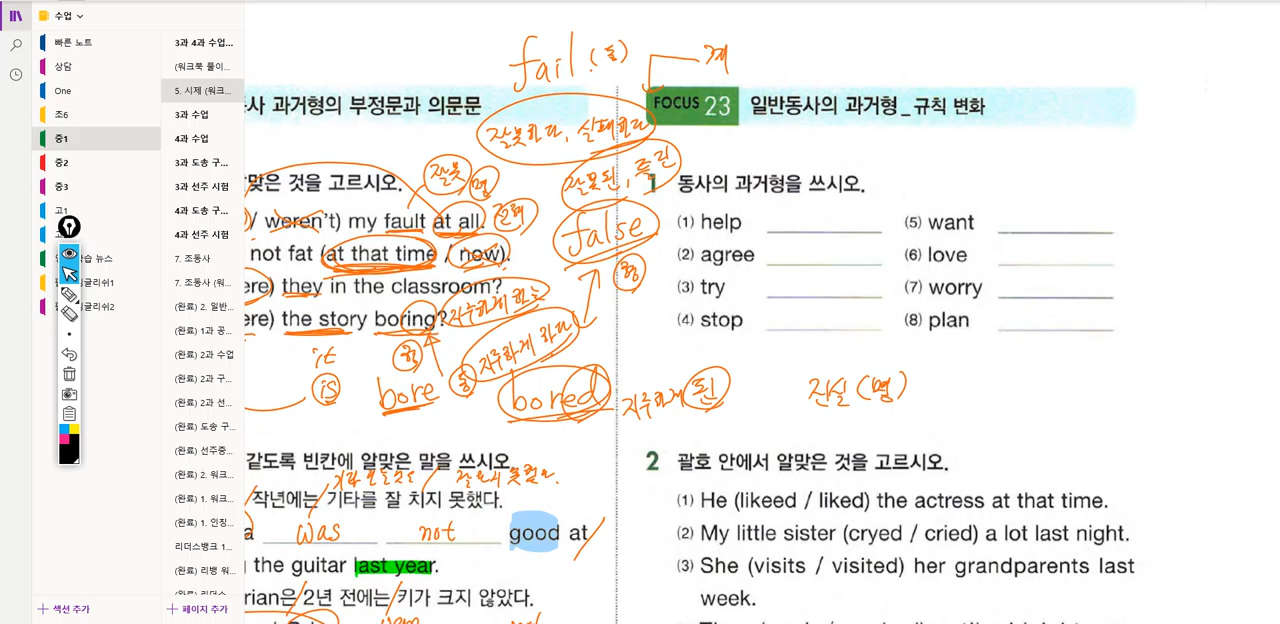 수업
빠른 노트
상담
One
초6
중1
중2
중3
고1
습 뉴스
글리쉬1
글리쉬2
섹션 추가
3과 4과 수업...
(워크북 풀이...
5. 시제 (워크...
3과 수업
4과 수업
3과 도송 구...
3과 선주 시험
4과 도송 구...
4과 선주 시험
7. 조동사
7. 조동사 (워...
(완료) 2. 일반...
(완료) 1과 공...
(완료) 2과 수업
(완료) 2과 구...
(완료) 2과 선...
(완료) 도송 구...
(완료) 선주중...
(완료) 2. 워크...
(완료) 1. 워크...
(완료) 1. 인칭...
리더스뱅크 1...
(완료) 리뱅 워...
페이지 추가
fail (동)
사 과거형의 부정문과 의문문
잘못하다, 실패하다
맞은 것을 고르시오.
잘못 명
잘못된, 틀린
/ weren't) my fault at all.
false
형
not fat (at that time / now).
ere) they in the classroom?
지루하게 하는
ere) the story boring?
지루하게 하다
it
is
형
bore
동
bored
지루하게 된
진실 (명)
같도록 빈칸에 알맞은 말을 쓰시오.
작년에는 기타를 잘 치지 못했다.
a was not good at
the guitar last year.
rian은 2년 전에는 키가 크지 않았다.
FOCUS 23 일반동사의 과거형_규칙 변화
1 동사의 과거형을 쓰시오.
(1) help (5) want
(2) agree (6) love
(3) try (7) worry
(4) stop (8) plan
2 괄호 안에서 알맞은 것을 고르시오.
(1) He (likeed / liked) the actress at that time.
(2) My little sister (cryed / cried) a lot last night.
(3) She (visits / visited) her grandparents last
week.